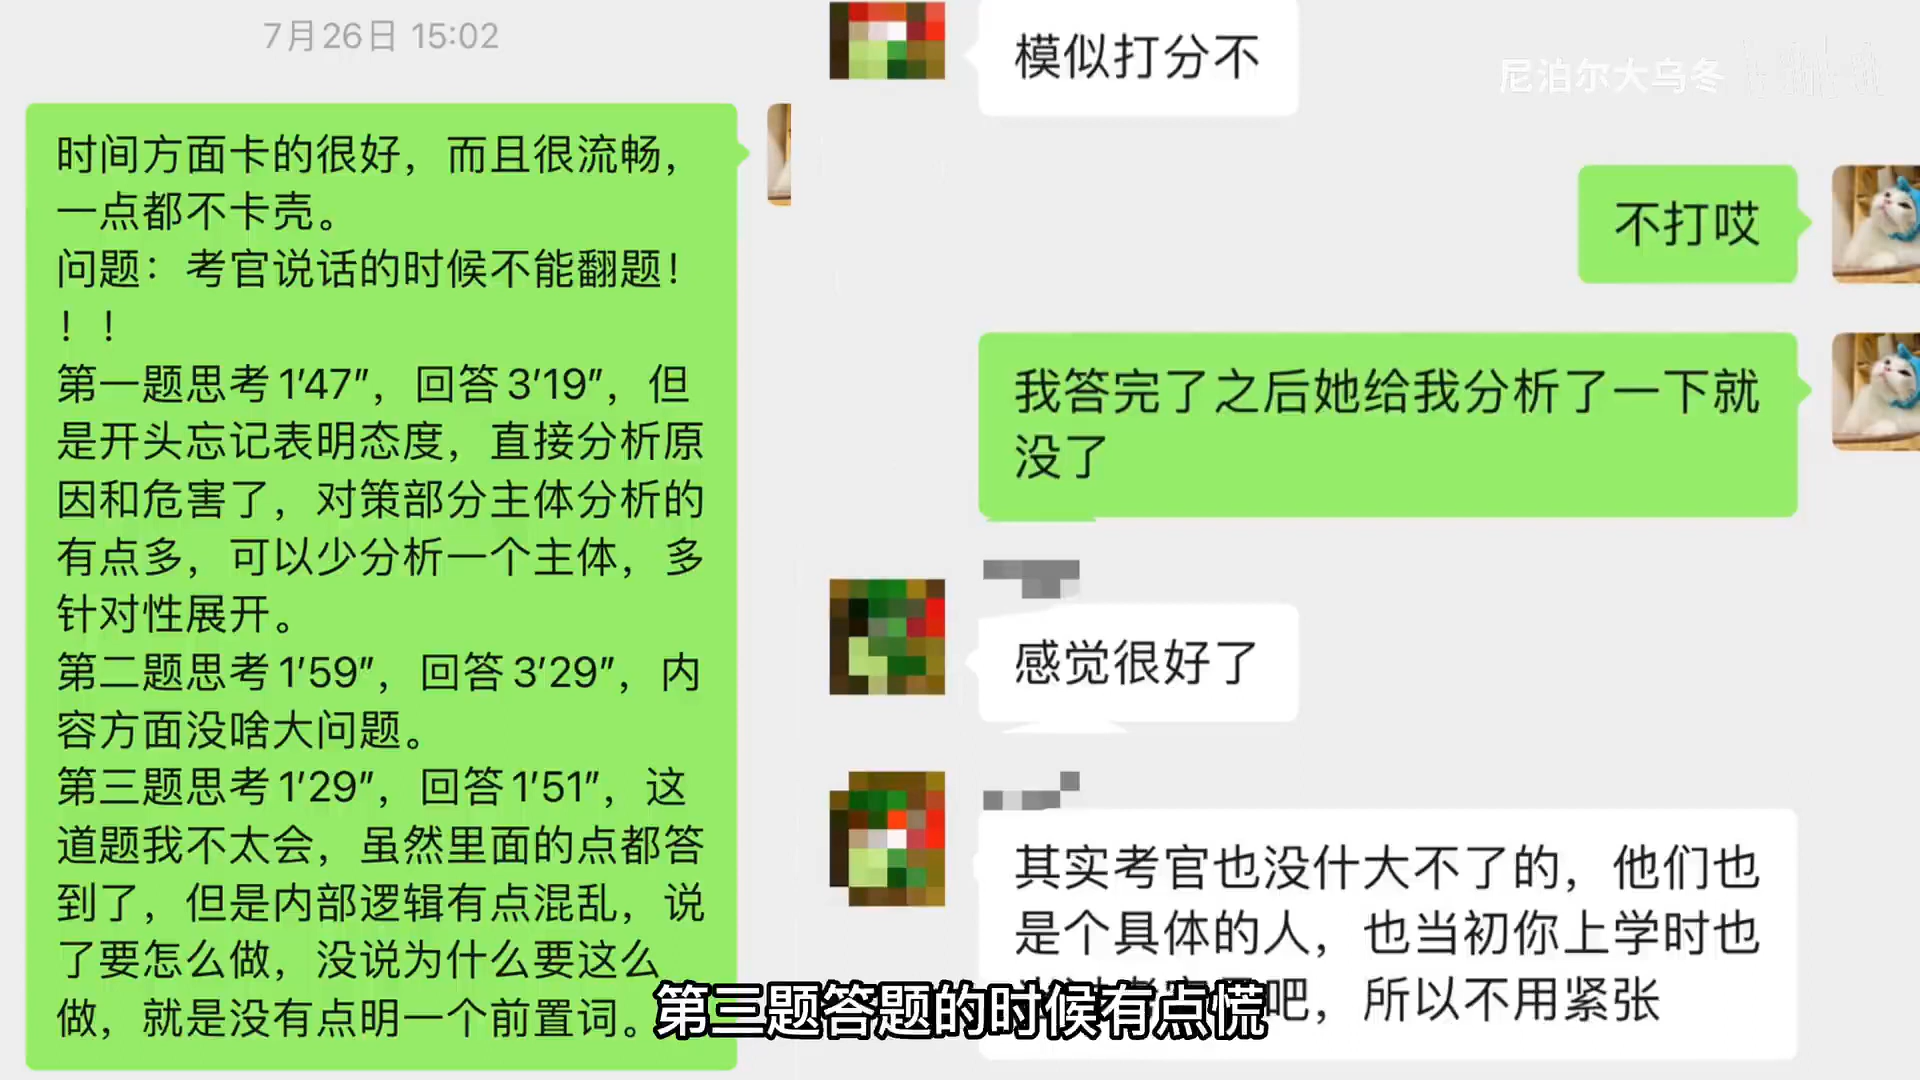 7月26日 15:02
时间方面卡的很好，而且很流畅，
一点都不卡壳。
问题：考官说话的时候不能翻题！
！！
第一题思考1′47″，回答3′19″，但
是开头忘记表明态度，直接分析原
因和危害了，对策部分主体分析的
有点多，可以少分析一个主体，多
针对性展开。
第二题思考1′59″，回答3′29″，内
容方面没啥大问题。
第三题思考1′29″，回答1′51″，这
道题我不太会，虽然里面的点都答
到了，但是内部逻辑有点混乱，说
了要怎么做，没说为什么要这么
做，就是没有点明一个前置词。
模似打分不
尼泊尔大乌冬
不打哎
我答完了之后她给我分析了一下就
没了
感觉很好了
其实考官也没什大不了的，他们也
是个具体的人，也当初你上学时也
吧，所以不用紧张
第三题答题的时候有点慌